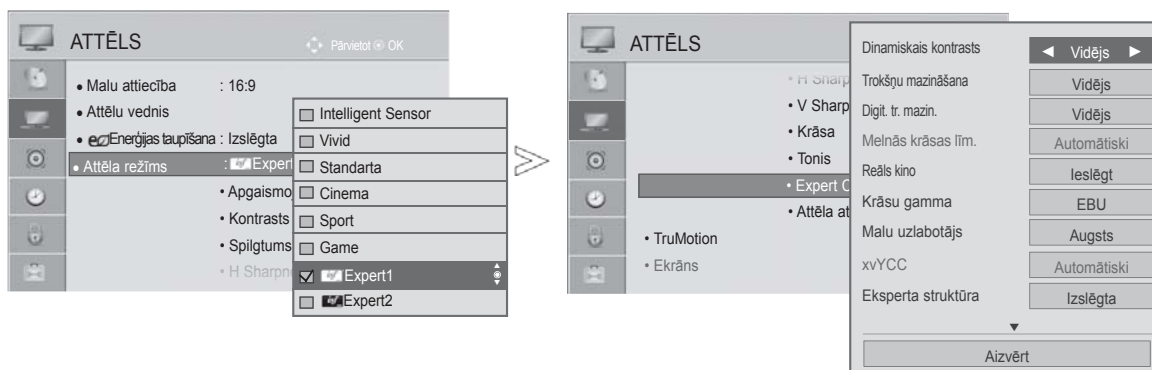 ATTĒLS
Pārvietot OK
• Malu attiecība : 16:9
• Attēlu vednis
• Enerģijas taupīšana : Izslēgta
• Attēla režīms : Expert
• Apgaismo
• Kontrasts
• Spilgtums
• H Sharpn
Intelligent Sensor
Vivid
Standarta
Cinema
Sport
Game
Expert1
Expert2
ATTĒLS
• H Sharp
• V Sharp
• Krāsa
• Tonis
• Expert C
• Attēla at
• TruMotion
• Ekrāns
Dinamiskais kontrasts ◄ Vidējs ►
Trokšņu mazināšana Vidējs
Digit. tr. mazin. Vidējs
Melnās krāsas līm. Automātiski
Reāls kino Ieslēgt
Krāsu gamma EBU
Malu uzlabotājs Augsts
xvYCC Automātiski
Eksperta struktūra Izslēgta
▼
Aizvērt